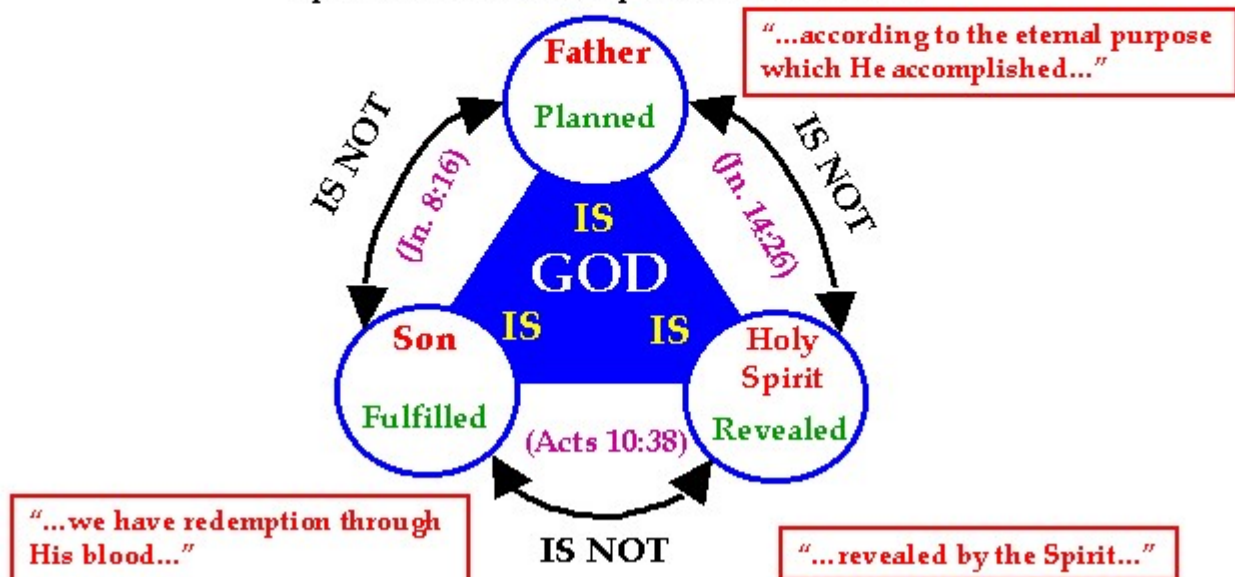 Father
Planned
“...according to the eternal purpose
which He accomplished...”
IS NOT
(Jn. 8:16)
(Jn. 14:26)
IS NOT
IS
GOD
IS
IS
Son
Fulfilled
Holy
Spirit
Revealed
(Acts 10:38)
“...we have redemption through
His blood...”
IS NOT
“...revealed by the Spirit...”